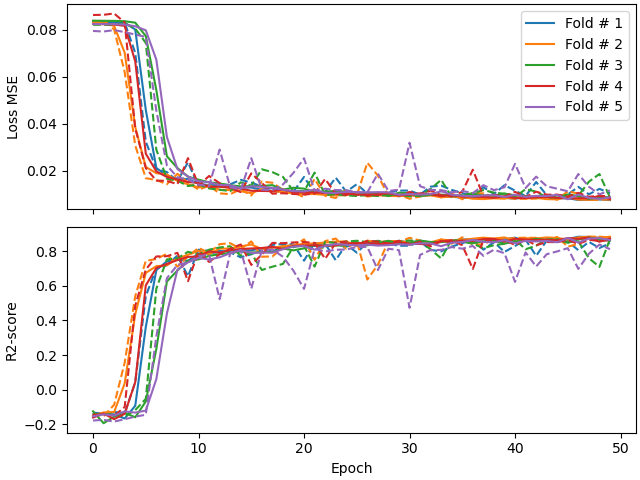 0.08
0.06
0.04
0.02
Loss MSE
Fold # 1
Fold # 2
Fold # 3
Fold # 4
Fold # 5
0.8
0.6
0.4
0.2
0.0
−0.2
R2-score
0 10 20 30 40 50
Epoch